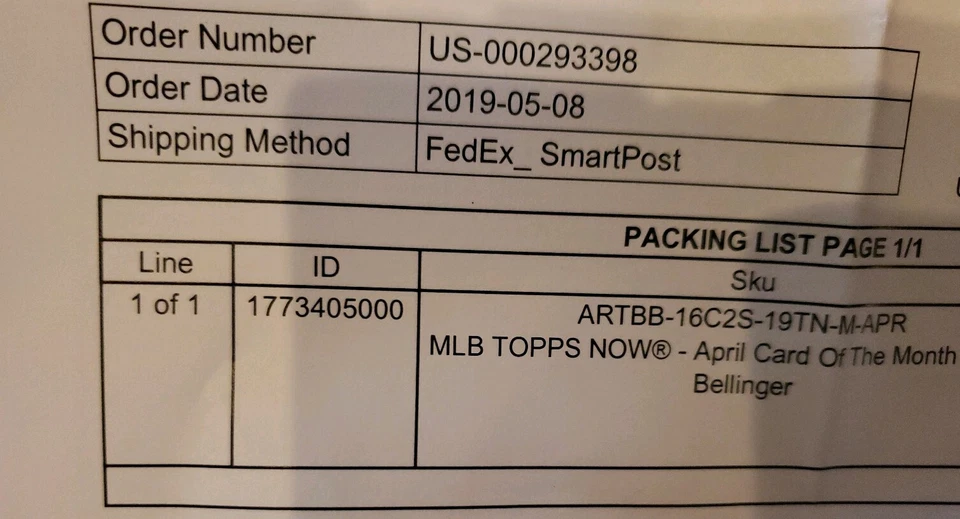 Order Number US-000293398
Order Date 2019-05-08
Shipping Method FedEx_ SmartPost
PACKING LIST PAGE 1/1
Line ID Sku
1 of 1 1773405000 ARTBB-16C2S-19TN-M-APR
MLB TOPPS NOW® - April Card Of The Month
Bellinger